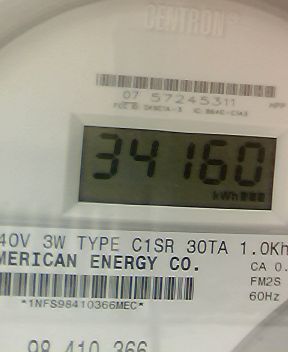 CENTRON®
07 57245311
34160
kWh
40V 3W TYPE C1SR 30TA 1.0Kh
MERICAN ENERGY CO.
CA 0.
FM2S
*1NFS98410366MEC*
60Hz
98 410 366